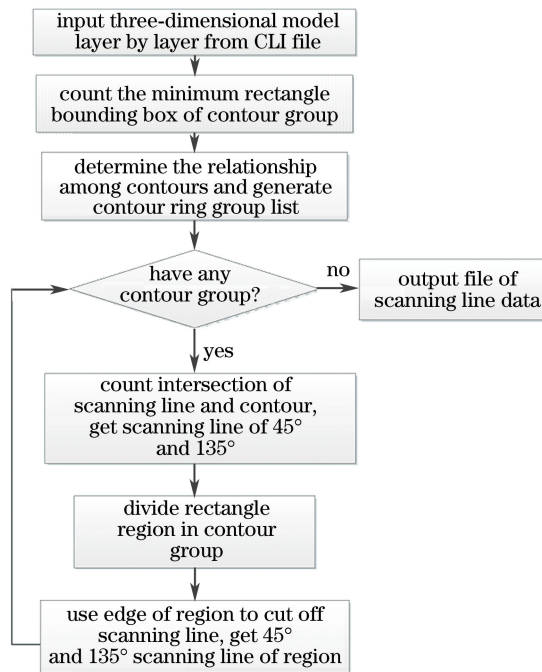 input three-dimensional model
layer by layer from CLI file
count the minimum rectangle
bounding box of contour group
determine the relationship
among contours and generate
contour ring group list
have any
contour group?
no
output file of
scanning line data
yes
count intersection of
scanning line and contour,
get scanning line of 45°
and 135°
divide rectangle
region in contour
group
use edge of region to cut off
scanning line, get 45°
and 135° scanning line of region